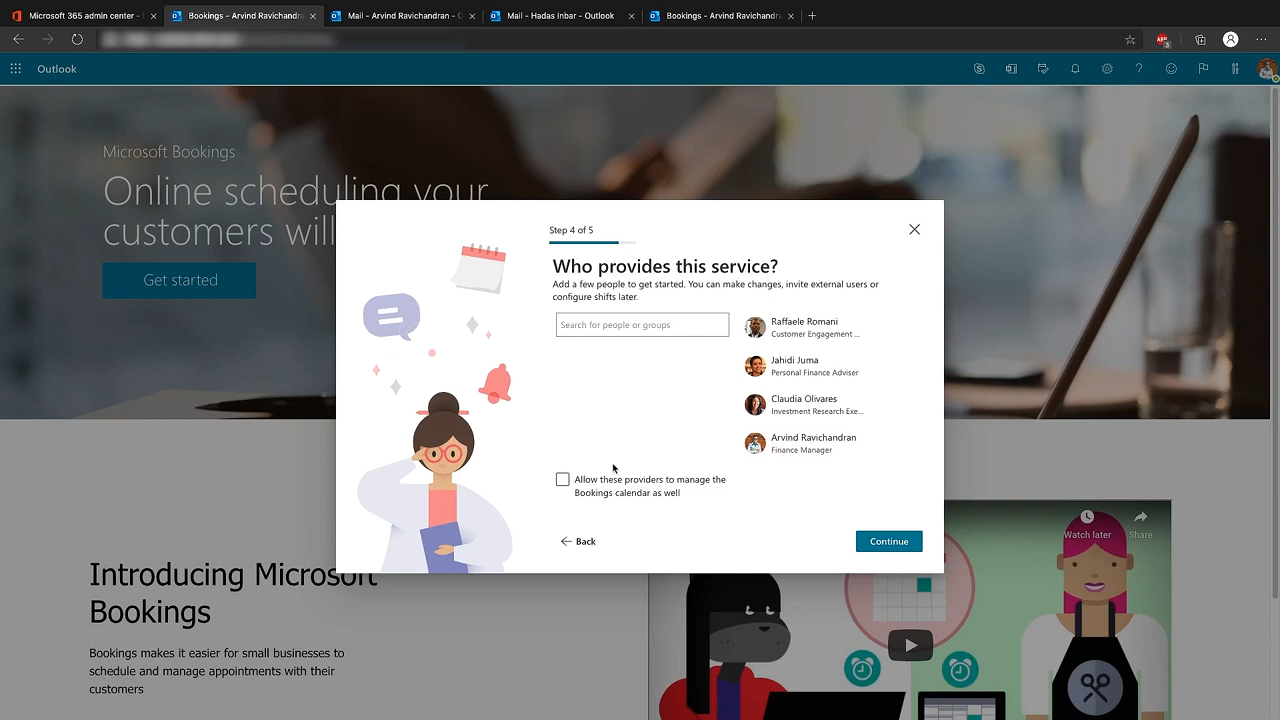 Microsoft 365 admin center -
Bookings - Arvind Ravichandra
Mail - Arvind Ravichandran - O
Mail - Hadas Inbar - Outlook
Bookings - Arvind Ravichandra
Outlook
Microsoft Bookings
Online scheduling your
customers will
Get started
Step 4 of 5
Who provides this service?
Add a few people to get started. You can make changes, invite external users or
configure shifts later.
Search for people or groups
Raffaele Romani
Customer Engagement ...
Jahidi Juma
Personal Finance Adviser
Claudia Olivares
Investment Research Exe...
Arvind Ravichandran
Finance Manager
Allow these providers to manage the
Bookings calendar as well
Back
Continue
Introducing Microsoft
Bookings
Bookings makes it easier for small businesses to
schedule and manage appointments with their
customers
Watch later
Share